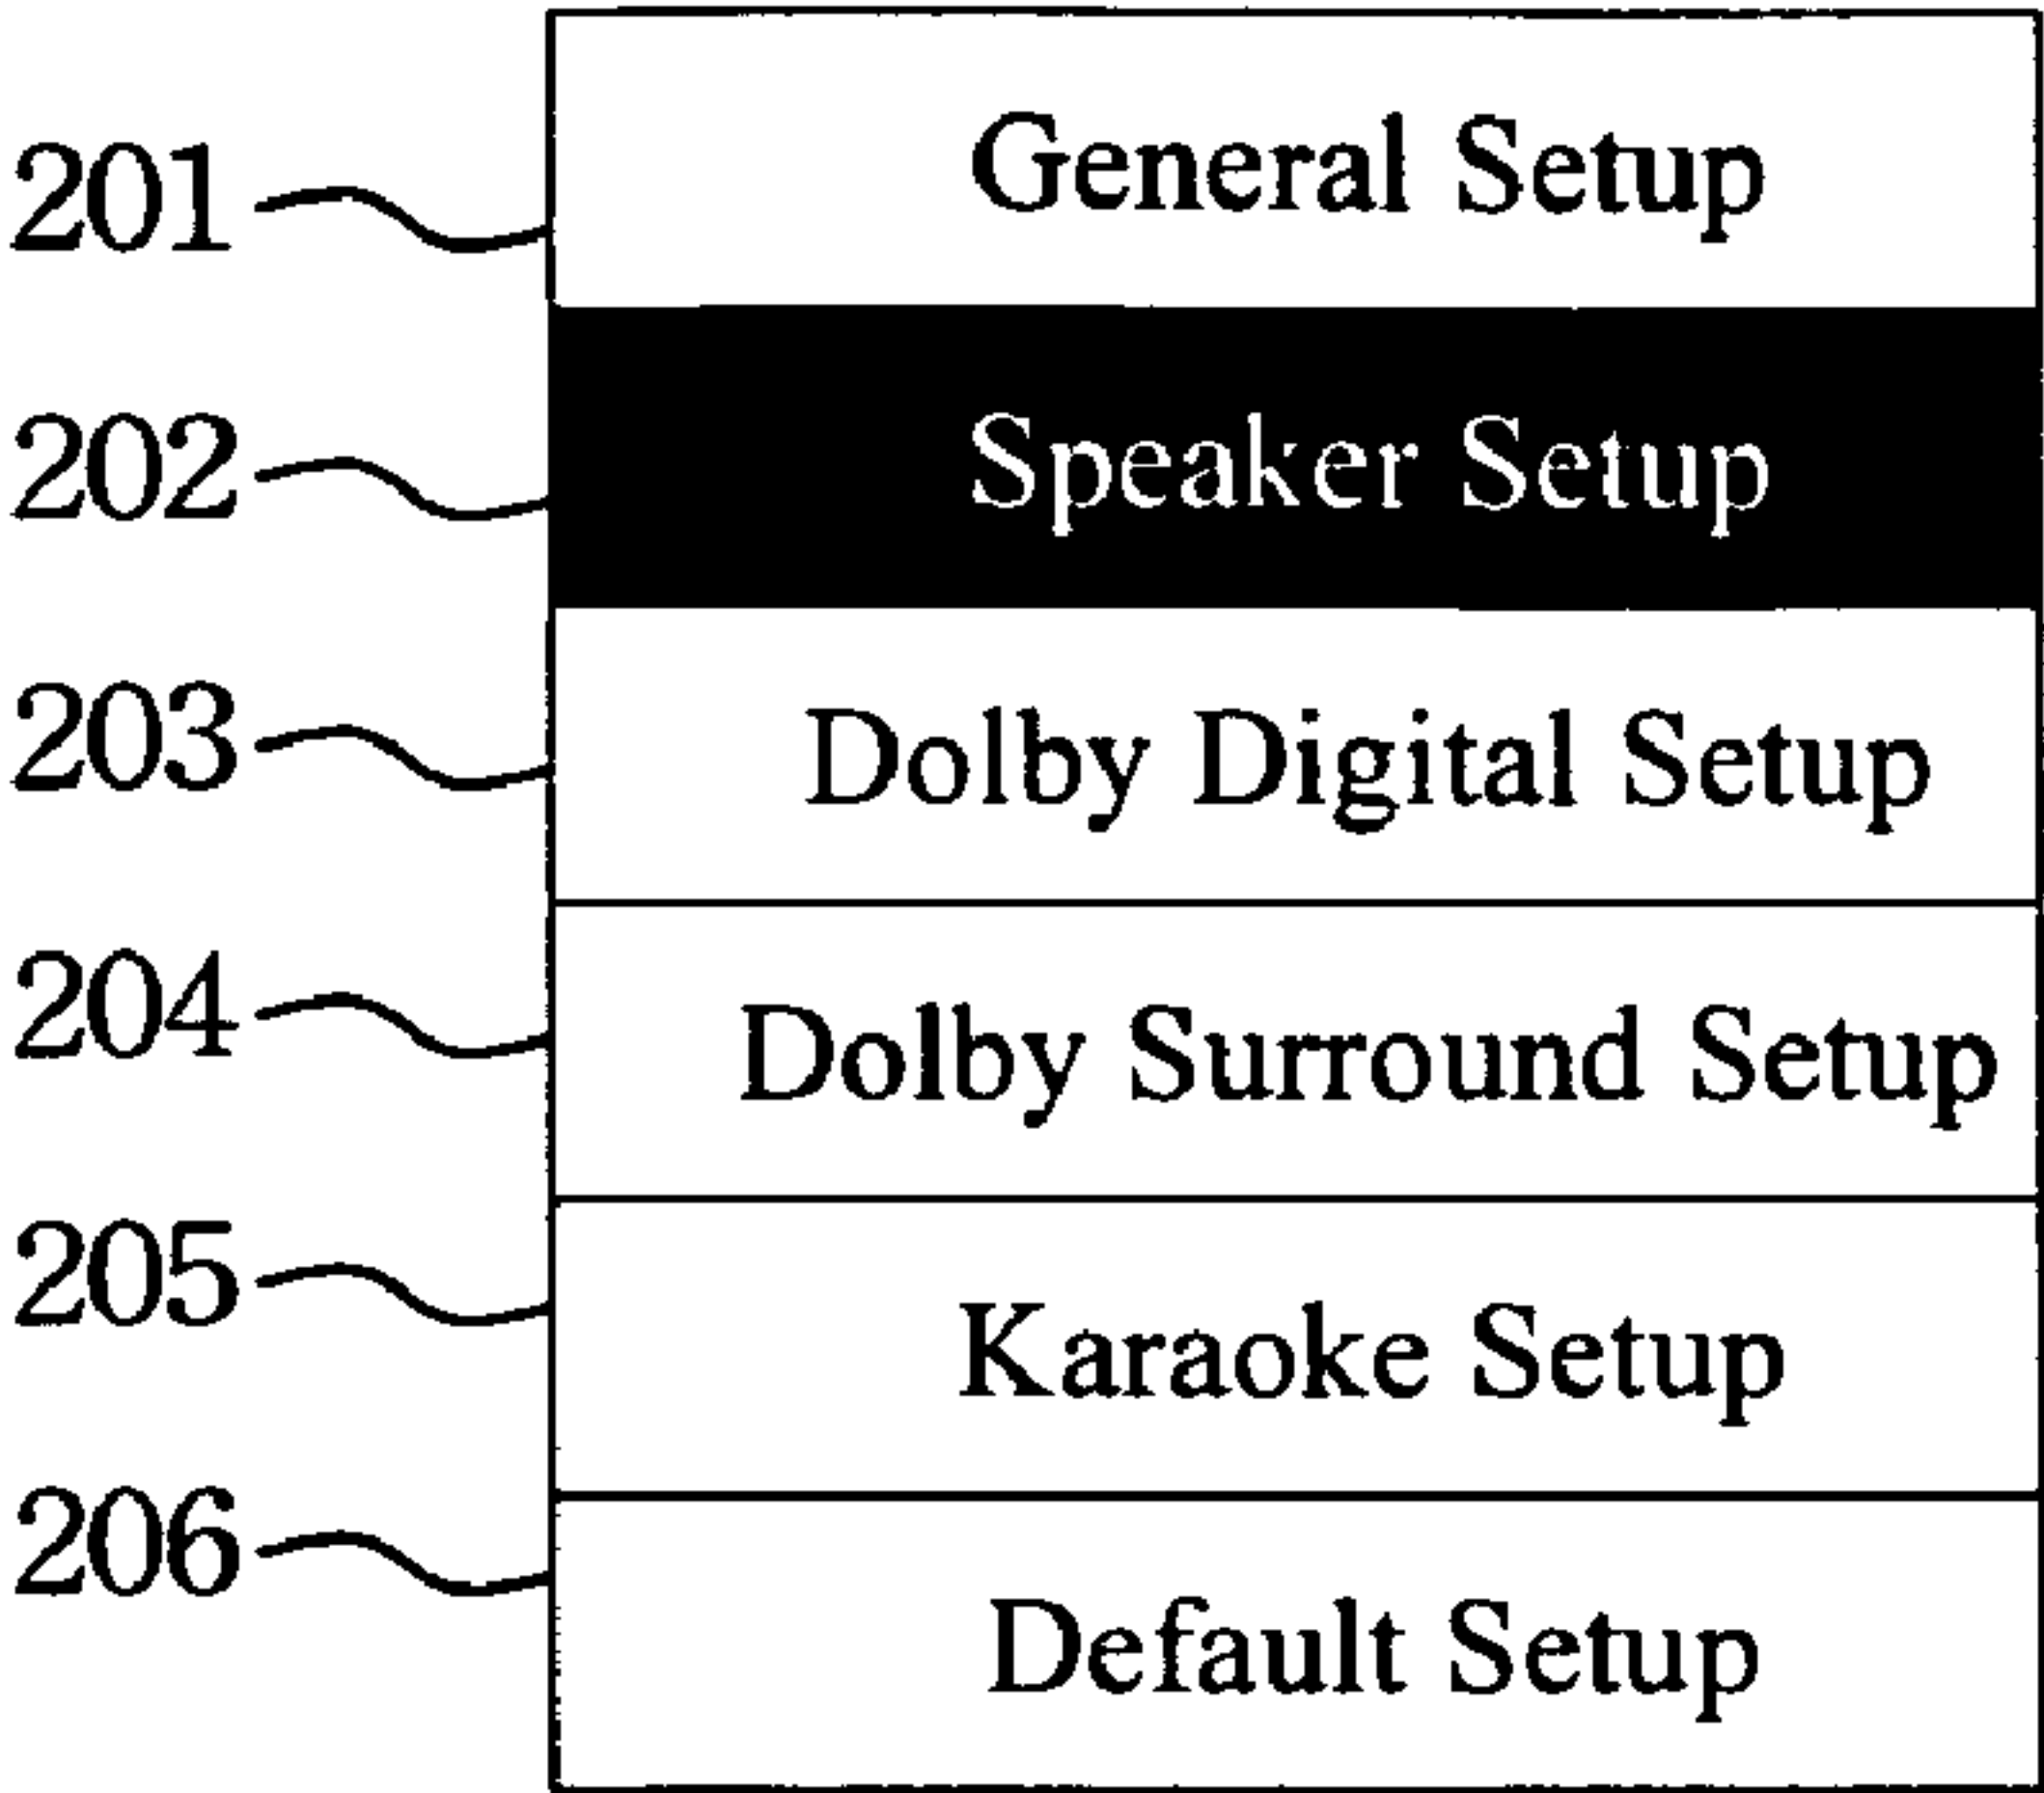 201 General Setup
202 Speaker Setup
203 Dolby Digital Setup
204 Dolby Surround Setup
205 Karaoke Setup
206 Default Setup